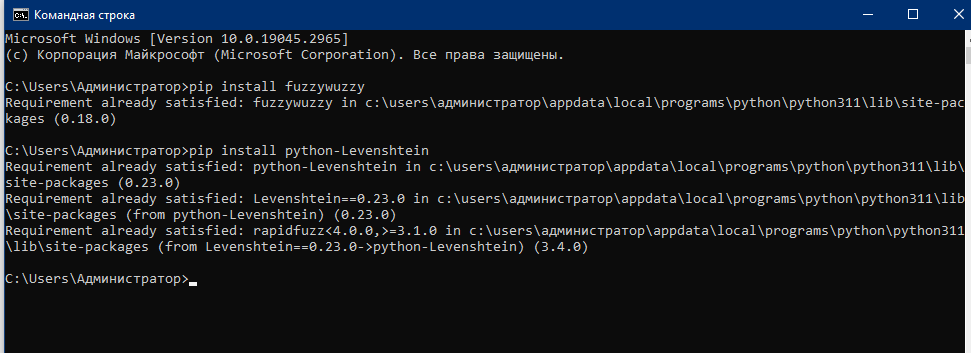 Командная строка
Microsoft Windows [Version 10.0.19045.2965]
(c) Корпорация Майкрософт (Microsoft Corporation). Все права защищены.
C:\Users\Администратор>pip install fuzzywuzzy
Requirement already satisfied: fuzzywuzzy in c:\users\администратор\appdata\local\programs\python\python311\lib\site-pac
kages (0.18.0)
C:\Users\Администратор>pip install python-Levenshtein
Requirement already satisfied: python-Levenshtein in c:\users\администратор\appdata\local\programs\python\python311\lib\
site-packages (0.23.0)
Requirement already satisfied: Levenshtein==0.23.0 in c:\users\администратор\appdata\local\programs\python\python311\lib
\site-packages (from python-Levenshtein) (0.23.0)
Requirement already satisfied: rapidfuzz<4.0.0,>=3.1.0 in c:\users\администратор\appdata\local\programs\python\python311
\lib\site-packages (from Levenshtein==0.23.0->python-Levenshtein) (3.4.0)
C:\Users\Администратор>